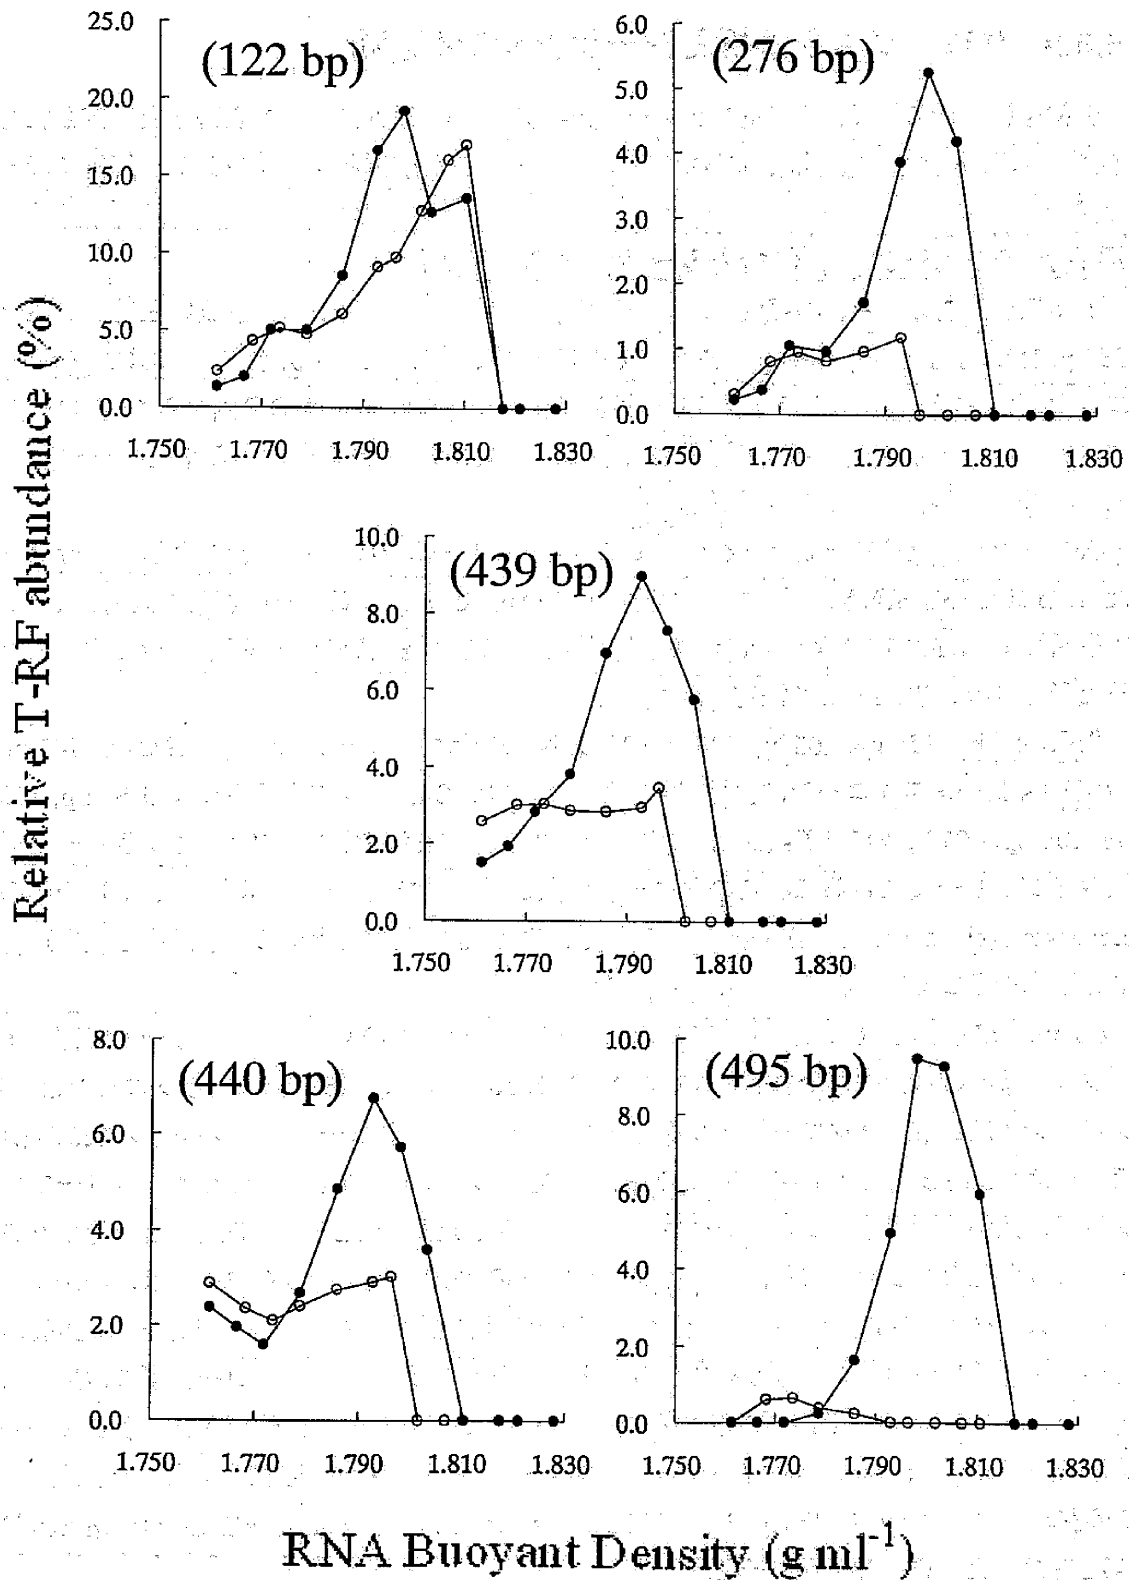 Relative T-RF abundance (%)
(122 bp)
25.0
20.0
15.0
10.0
5.0
0.0
1.750 1.770 1.790 1.810 1.830
(276 bp)
6.0
5.0
4.0
3.0
2.0
1.0
0.0
1.750 1.770 1.790 1.810 1.830
(439 bp)
10.0
8.0
6.0
4.0
2.0
0.0
1.750 1.770 1.790 1.810 1.830
(440 bp)
8.0
6.0
4.0
2.0
0.0
1.750 1.770 1.790 1.810 1.830
(495 bp)
10.0
8.0
6.0
4.0
2.0
0.0
1.750 1.770 1.790 1.810 1.830
RNA Buoyant Density (g ml⁻¹)